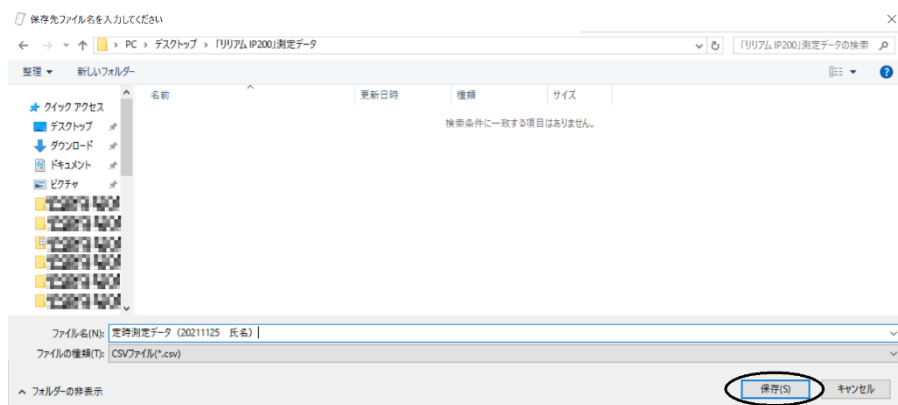 保存先ファイル名を入力してください
PC › デスクトップ › 「リリアム IP200」測定データ
「リリアム IP200」測定データの検索
整理 新しいフォルダー
名前 更新日時 種類 サイズ
クイック アクセス
検索条件に一致する項目はありません。
デスクトップ
ダウンロード
ドキュメント
ピクチャ
ファイル名(N): 定時測定データ（20211125 氏名）
ファイルの種類(T): CSVファイル(*.csv)
フォルダーの非表示 保存(S) キャンセル